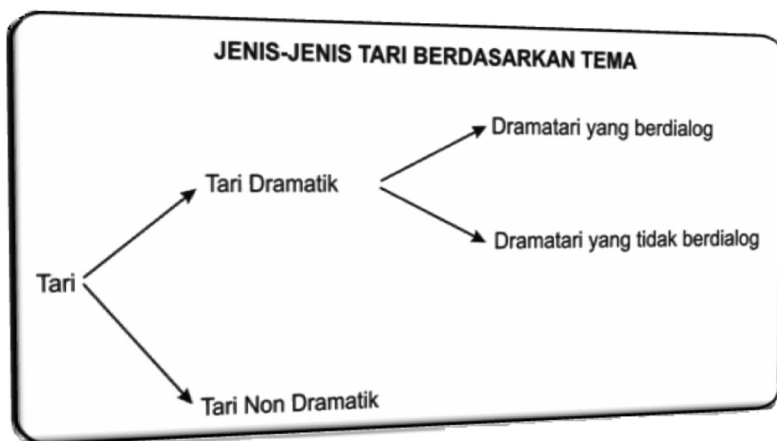 JENIS-JENIS TARI BERDASARKAN TEMA
Dramatari yang berdialog
Tari Dramatik
Dramatari yang tidak berdialog
Tari
Tari Non Dramatik